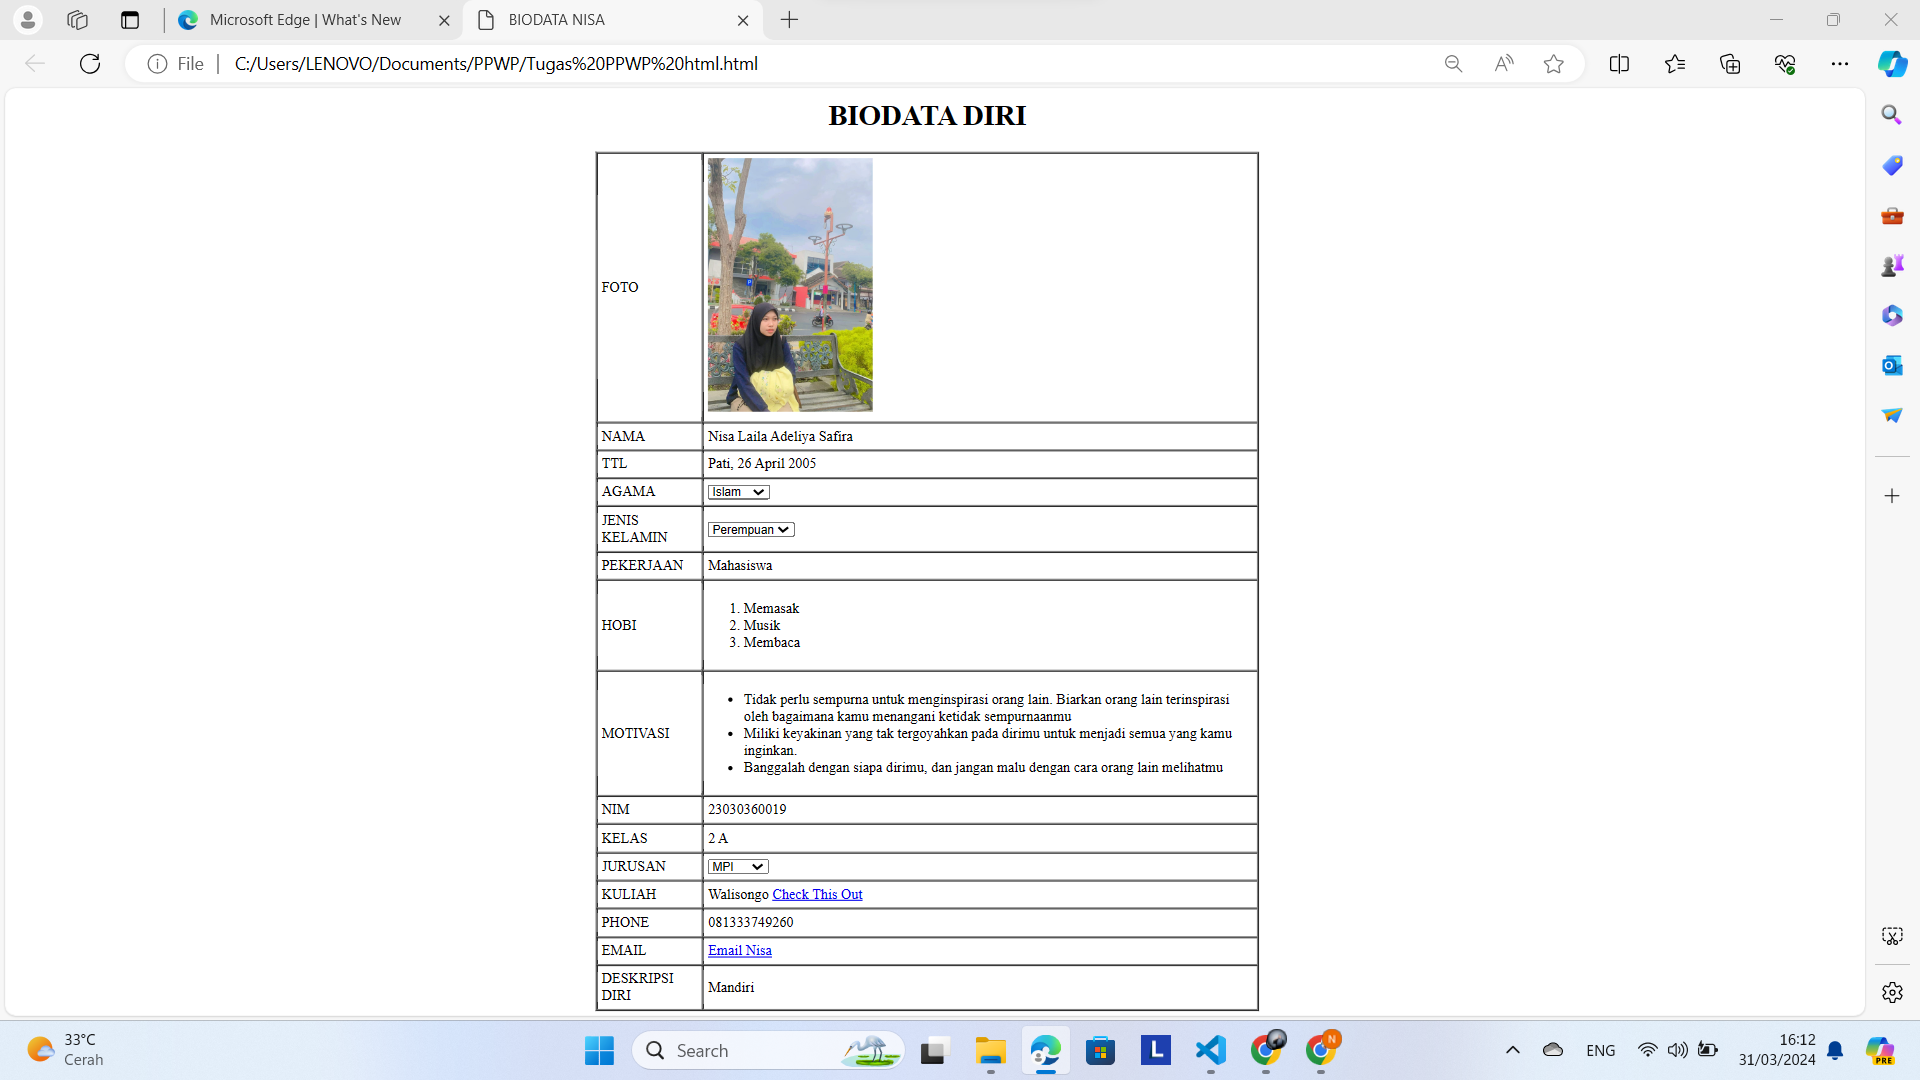 Microsoft Edge | What's New
BIODATA NISA
File
C:/Users/LENOVO/Documents/PPWP/Tugas%20PPWP%20html.html
BIODATA DIRI
FOTO
NAMA Nisa Laila Adeliya Safira
TTL Pati, 26 April 2005
AGAMA Islam
JENIS
KELAMIN Perempuan
PEKERJAAN Mahasiswa
HOBI
1. Memasak
2. Musik
3. Membaca
MOTIVASI
• Tidak perlu sempurna untuk menginspirasi orang lain. Biarkan orang lain terinspirasi
oleh bagaimana kamu menangani ketidak sempurnaanmu
• Miliki keyakinan yang tak tergoyahkan pada dirimu untuk menjadi semua yang kamu
inginkan.
• Banggalah dengan siapa dirimu, dan jangan malu dengan cara orang lain melihatmu
NIM 23030360019
KELAS 2 A
JURUSAN MPI
KULIAH Walisongo Check This Out
PHONE 081333749260
EMAIL Email Nisa
DESKRIPSI
DIRI Mandiri
33°C
Cerah
Search
L
N
ENG
16:12
31/03/2024
PRE